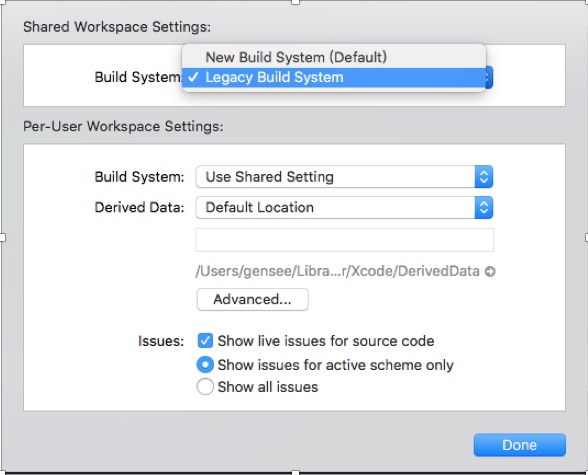 Shared Workspace Settings:
New Build System (Default)
Build System:
✓ Legacy Build System
Per-User Workspace Settings:
Build System: Use Shared Setting
Derived Data: Default Location
/Users/gensee/Libra...r/Xcode/DerivedData
Advanced...
Issues: Show live issues for source code
Show issues for active scheme only
Show all issues
Done